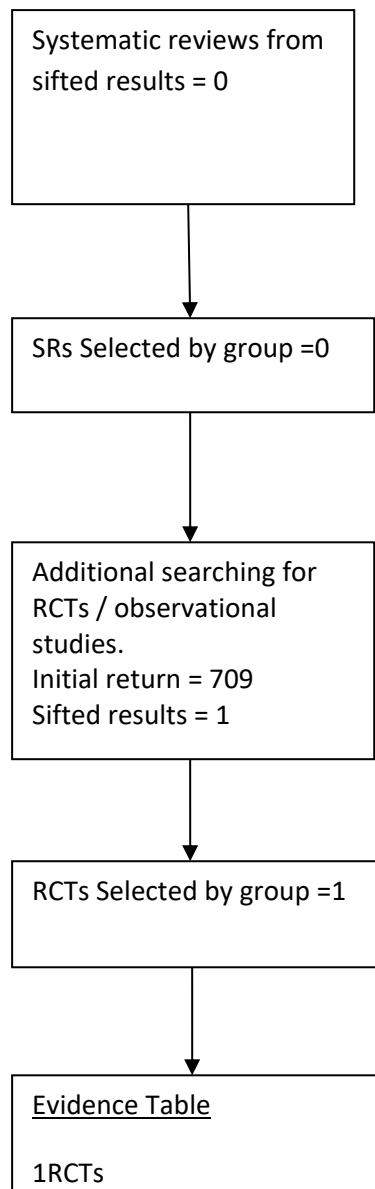 Systematic reviews from
sifted results = 0
SRs Selected by group =0
Additional searching for
RCTs / observational
studies.
Initial return = 709
Sifted results = 1
RCTs Selected by group =1
Evidence Table
1RCTs